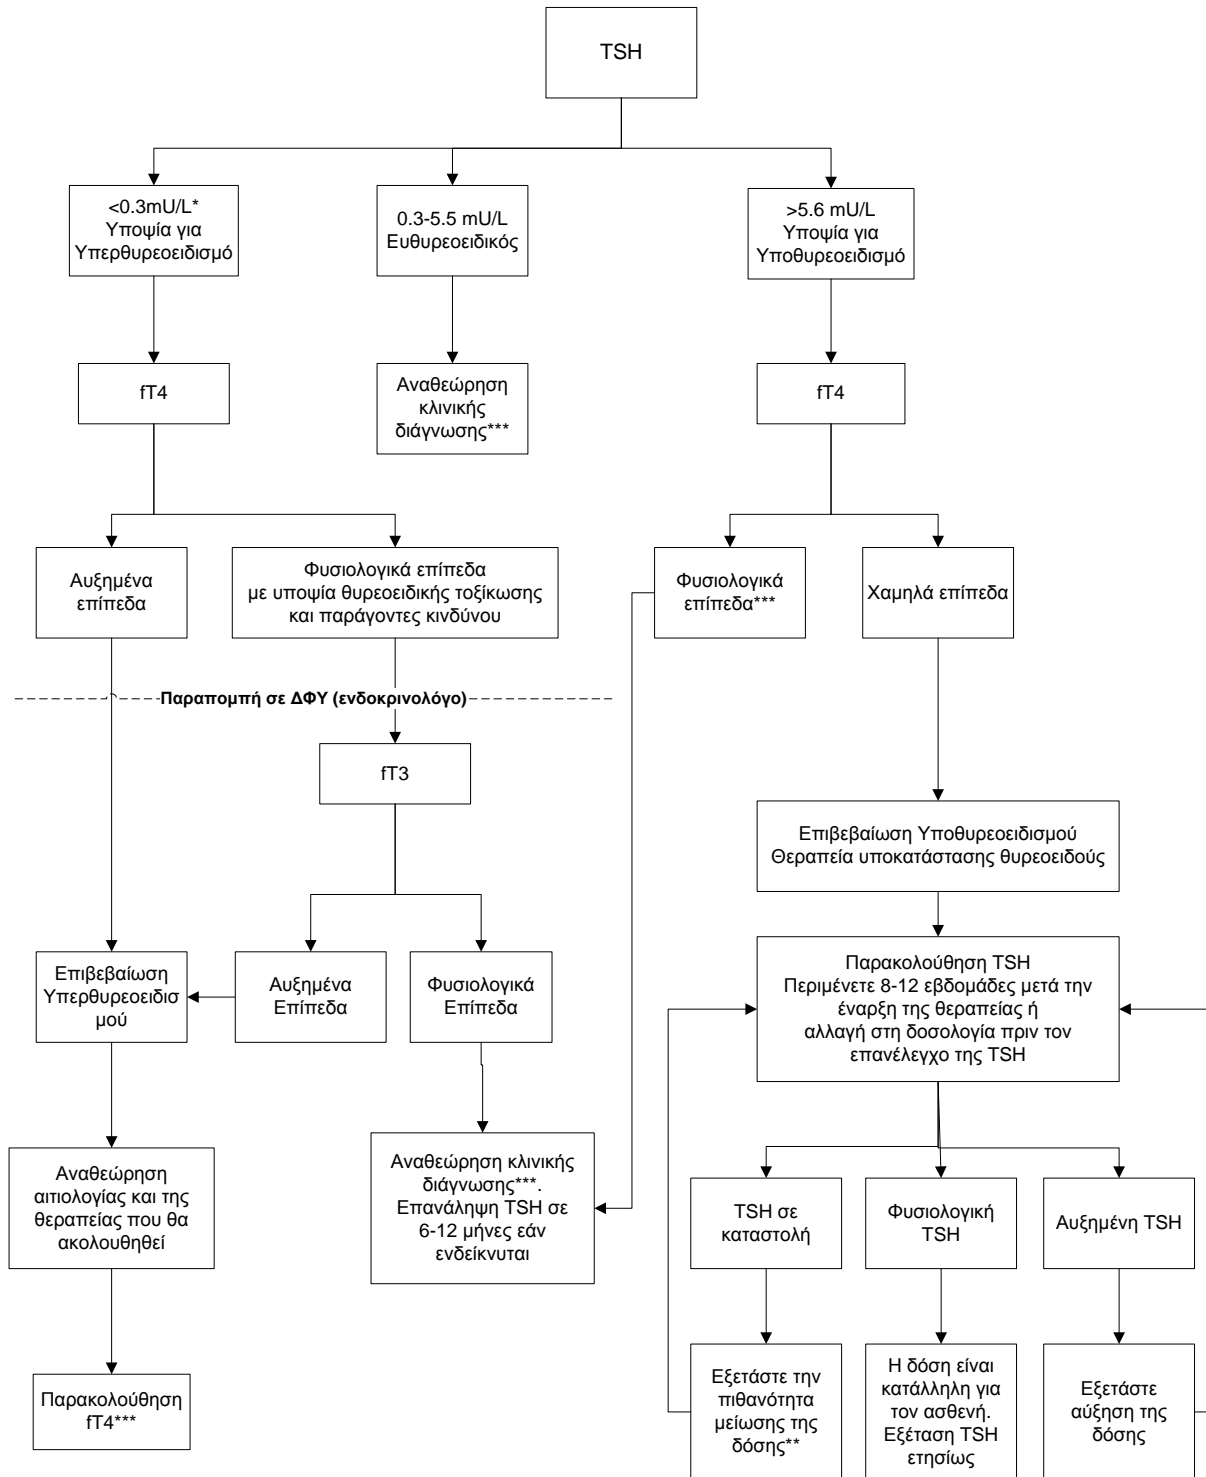 TSH
<0.3mU/L*
Υποψία για
Υπερθυρεοειδισμό
0.3-5.5 mU/L
Ευθυρεοειδικός
>5.6 mU/L
Υποψία για
Υποθυρεοειδισμό
fT4
Αναθεώρηση
κλινικής
διάγνωσης***
fT4
Αυξημένα
επίπεδα
Φυσιολογικά επίπεδα
με υποψία θυρεοειδικής τοξίκωσης
και παράγοντες κινδύνου
Φυσιολογικά
επίπεδα***
Χαμηλά επίπεδα
Παραπομπή σε ΔΦΥ (ενδοκρινολόγο)
fT3
Επιβεβαίωση Υποθυρεοειδισμού
Θεραπεία υποκατάστασης θυρεοειδούς
Επιβεβαίωση
Υπερθυρεοειδισ
μού
Αυξημένα
Επίπεδα
Φυσιολογικά
Επίπεδα
Παρακολούθηση TSH
Περιμένετε 8-12 εβδομάδες μετά την
έναρξη της θεραπείας ή
αλλαγή στη δοσολογία πριν τον
επανέλεγχο της TSH
Αναθεώρηση
αιτιολογίας και της
θεραπείας που θα
ακολουθηθεί
Αναθεώρηση κλινικής
διάγνωσης***.
Επανάληψη TSH σε
6-12 μήνες εάν
ενδείκνυται
TSH σε
καταστολή
Φυσιολογική
TSH
Αυξημένη TSH
Παρακολούθηση
fT4***
Εξετάστε την
πιθανότητα
μείωσης της
δόσης**
Η δόση είναι
κατάλληλη για
τον ασθενή.
Εξέταση TSH
ετησίως
Εξετάστε
αύξηση της
δόσης